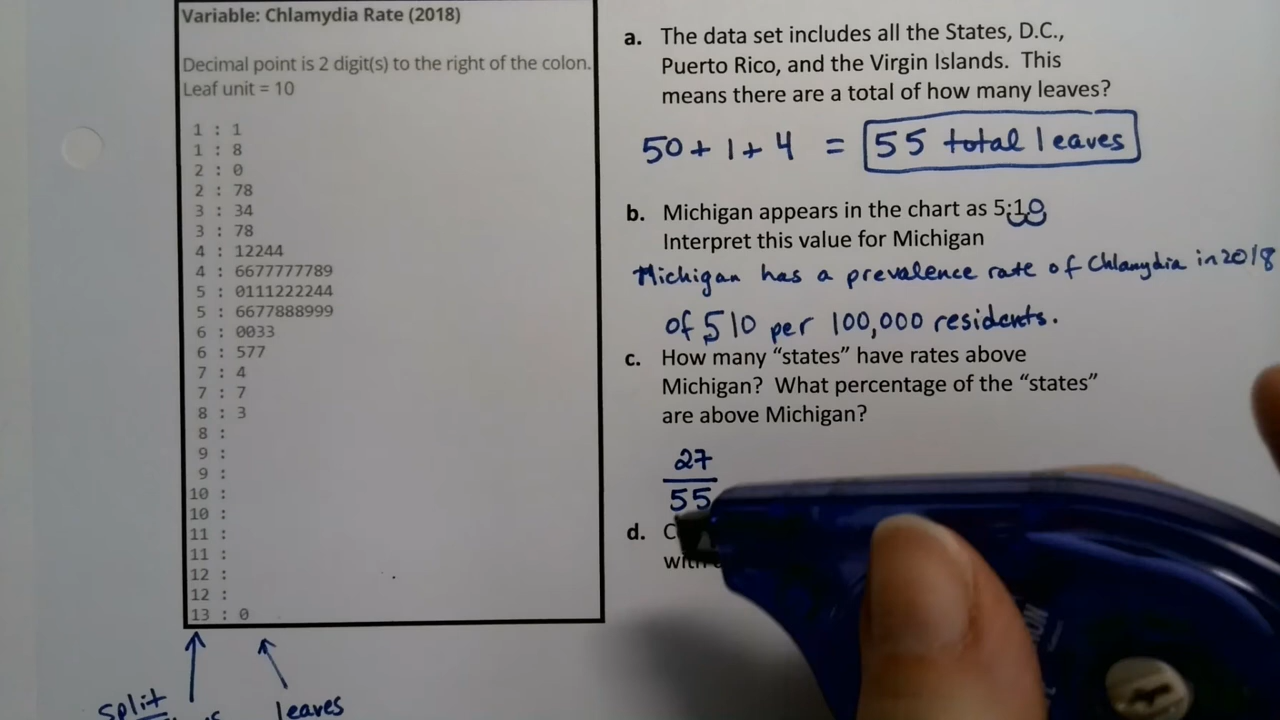 Variable: Chlamydia Rate (2018)
Decimal point is 2 digit(s) to the right of the colon.
Leaf unit = 10
1 : 1
1 : 8
2 : 0
2 : 78
3 : 34
3 : 78
4 : 12244
4 : 6677777789
5 : 0111222244
5 : 6677888999
6 : 0033
6 : 577
7 : 4
7 : 7
8 : 3
8 :
9 :
9 :
10 :
10 :
11 :
11 :
12 :
12 :
13 : 0
split
leaves
a. The data set includes all the States, D.C.,
Puerto Rico, and the Virgin Islands. This
means there are a total of how many leaves?
50 + 1 + 4 = 55 total leaves
b. Michigan appears in the chart as 5:10
Interpret this value for Michigan
Michigan has a prevalence rate of Chlamydia in 2018
of 510 per 100,000 residents.
c. How many "states" have rates above
Michigan? What percentage of the "states"
are above Michigan?
27
55
d.